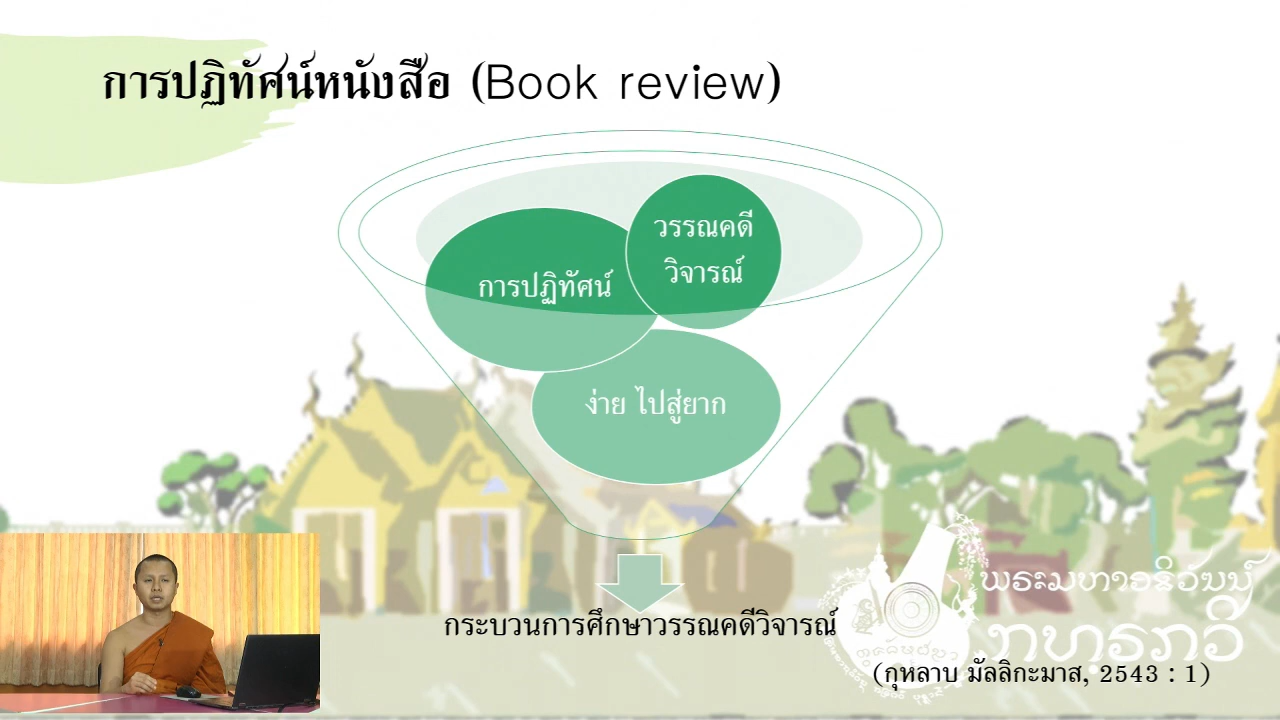 การปฏิทัศน์หนังสือ (Book review)
วรรณคดี
วิจารณ์
การปฏิทัศน์
ง่าย ไปสู่ยาก
กระบวนการศึกษาวรรณคดีวิจารณ์
(กุหลาบ มัลลิกะมาส, 2543 : 1)